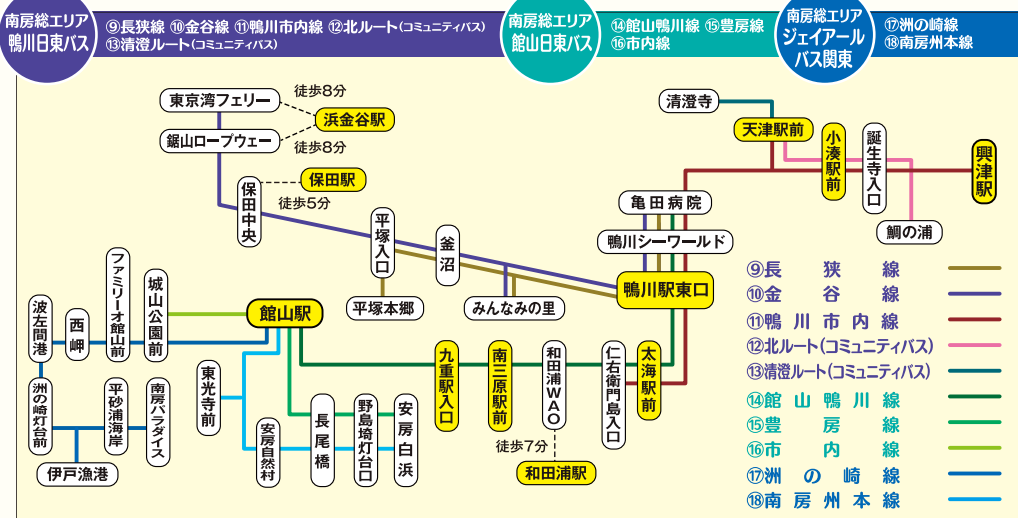 南房総エリア
鴨川日東バス
⑨長狭線 ⑩金谷線 ⑪鴨川市内線 ⑫北ルート(コミュニティバス)
⑬清澄ルート(コミュニティバス)
南房総エリア
館山日東バス
⑭館山鴨川線 ⑮豊房線
⑯市内線
南房総エリア
ジェイアール
バス関東
⑰洲の崎線
⑱南房州本線
東京湾フェリー
徒歩8分
浜金谷駅
鋸山ロープウェー
徒歩8分
保田中央
保田駅
徒歩5分
平塚入口
釜沼
平塚本郷
みんなみの里
亀田病院
鴨川シーワールド
鴨川駅東口
清澄寺
天津駅前
小湊駅前
誕生寺入口
興津駅
鯛の浦
波左間港
西岬
ファミリーオ館山前
城山公園前
館山駅
洲の崎灯台前
平砂浦海岸
南房パラダイス
伊戸漁港
東光寺前
安房自然村
長尾橋
野島埼灯台口
安房白浜
九重駅入口
南三原駅前
和田浦WAO
徒歩7分
和田浦駅
仁右衛門島入口
太海駅前
⑨長狭線
⑩金谷線
⑪鴨川市内線
⑫北ルート(コミュニティバス)
⑬清澄ルート(コミュニティバス)
⑭館山鴨川線
⑮豊房線
⑯市内線
⑰洲の崎線
⑱南房州本線